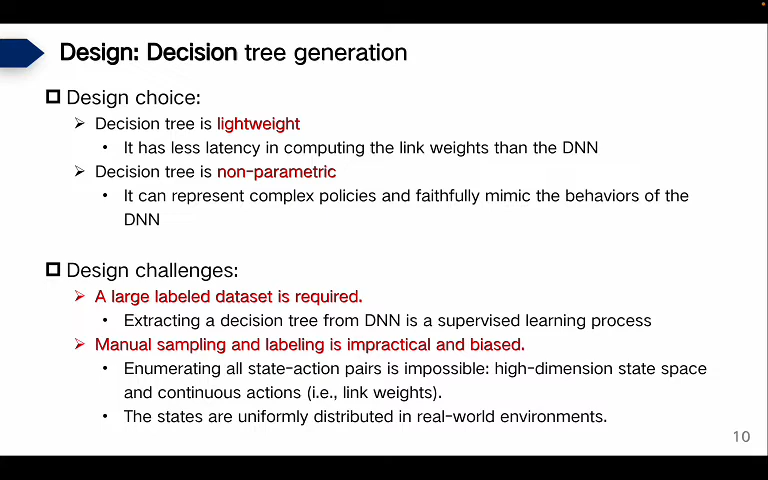 Design: Decision tree generation
Design choice:
Decision tree is lightweight
It has less latency in computing the link weights than the DNN
Decision tree is non-parametric
It can represent complex policies and faithfully mimic the behaviors of the
DNN
Design challenges:
A large labeled dataset is required.
Extracting a decision tree from DNN is a supervised learning process
Manual sampling and labeling is impractical and biased.
Enumerating all state-action pairs is impossible: high-dimension state space
and continuous actions (i.e., link weights).
The states are uniformly distributed in real-world environments.
10